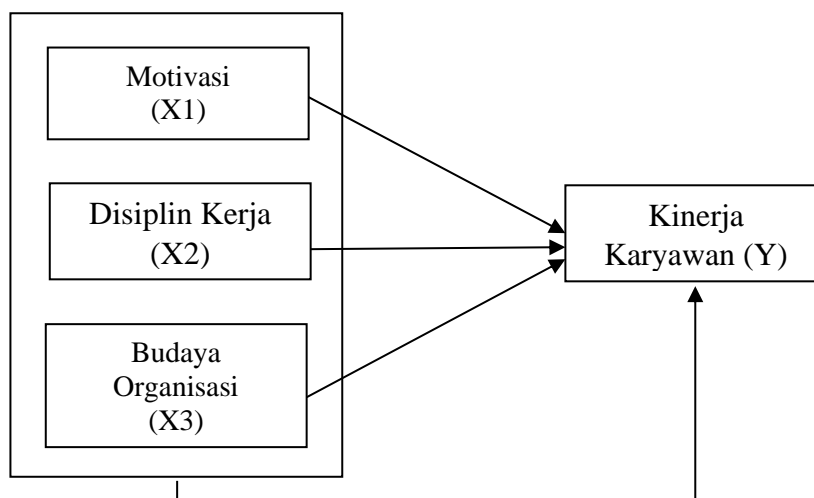 Motivasi
(X1)
Disiplin Kerja
(X2)
Budaya
Organisasi
(X3)
Kinerja
Karyawan (Y)